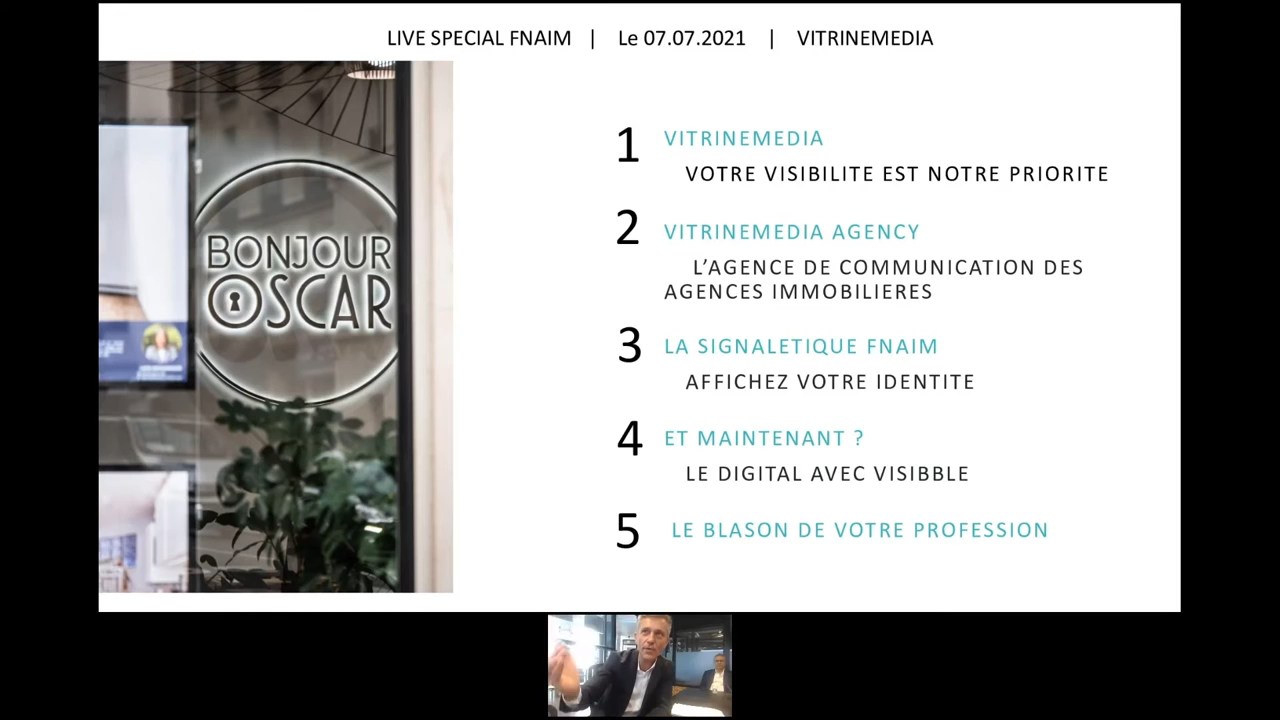 LIVE SPECIAL FNAIM | Le 07.07.2021 | VITRINEMEDIA
BONJOUR
OSCAR
1 VITRINEMEDIA
VOTRE VISIBILITE EST NOTRE PRIORITE
2 VITRINEMEDIA AGENCY
L’AGENCE DE COMMUNICATION DES
AGENCES IMMOBILIERES
3 LA SIGNALETIQUE FNAIM
AFFICHEZ VOTRE IDENTITE
4 ET MAINTENANT ?
LE DIGITAL AVEC VISIBBLE
5 LE BLASON DE VOTRE PROFESSION